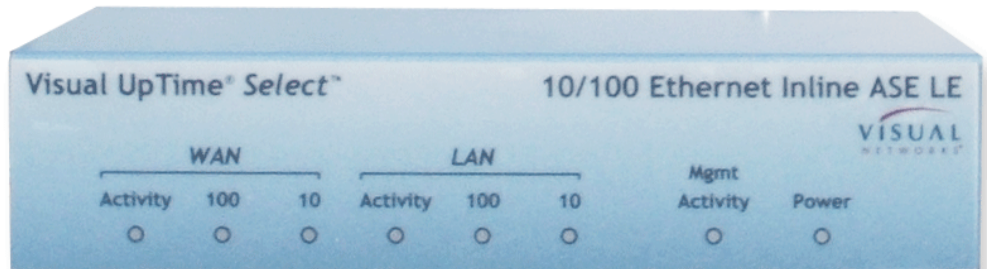 Visual UpTime® Select™
10/100 Ethernet Inline ASE LE
VISUAL
NETWORKS®
WAN
LAN
Mgmt
Activity 100 10 Activity 100 10 Activity Power